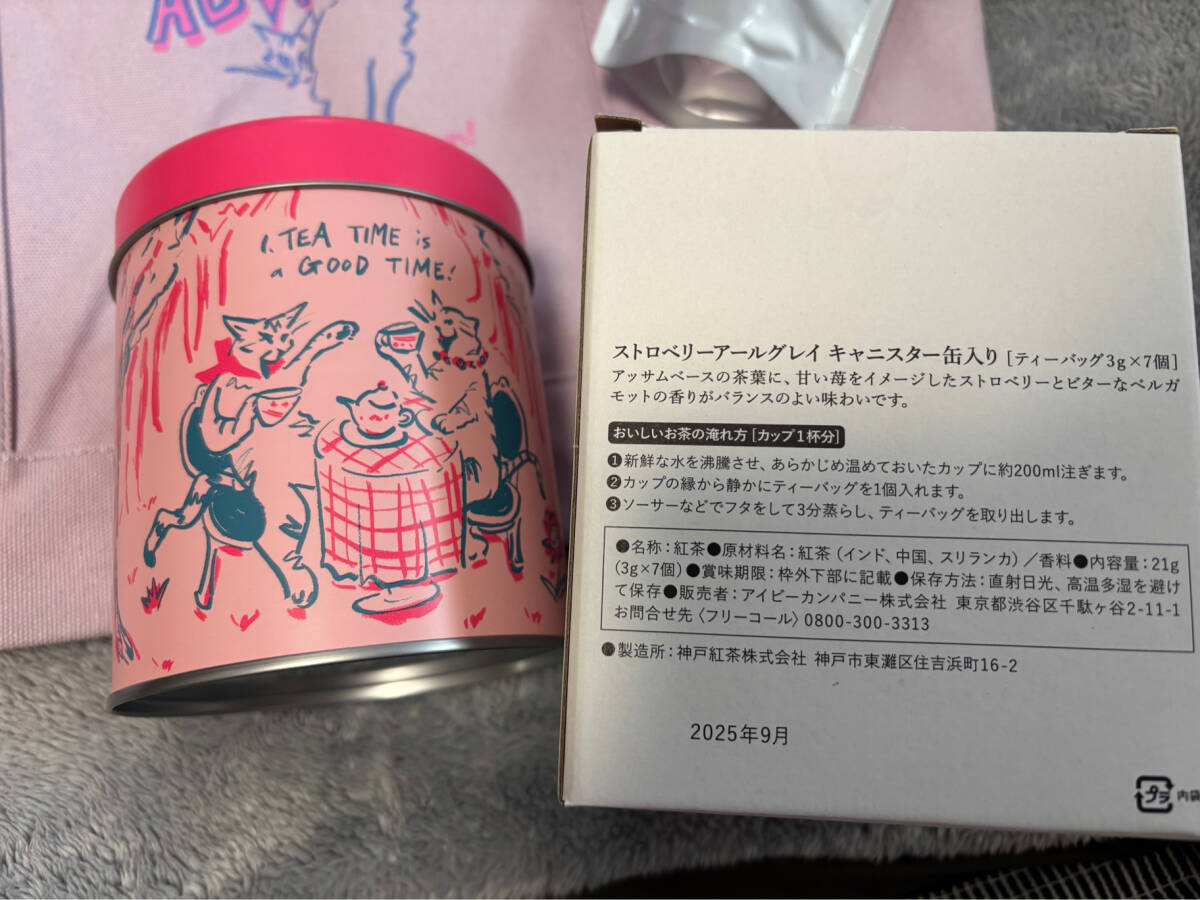 1. TEA TIME is
a GOOD TIME!
ストロベリーアールグレイ キャニスター缶入り［ティーバッグ3g×7個］
アッサムベースの茶葉に、甘い苺をイメージしたストロベリーとビターなベルガ
モットの香りがバランスのよい味わいです。
おいしいお茶の淹れ方［カップ1杯分］
❶新鮮な水を沸騰させ、あらかじめ温めておいたカップに約200ml注ぎます。
❷カップの縁から静かにティーバッグを1個入れます。
❸ソーサーなどでフタをして3分蒸らし、ティーバッグを取り出します。
●名称：紅茶●原材料名：紅茶（インド、中国、スリランカ）／香料●内容量：21g
（3g×7個）●賞味期限：枠外下部に記載●保存方法：直射日光、高温多湿を避け
て保存●販売者：アイビーカンパニー株式会社 東京都渋谷区千駄ヶ谷2-11-1
お問合せ先〈フリーコール〉0800-300-3313
●製造所：神戸紅茶株式会社 神戸市東灘区住吉浜町16-2
2025年9月
プラ 内袋